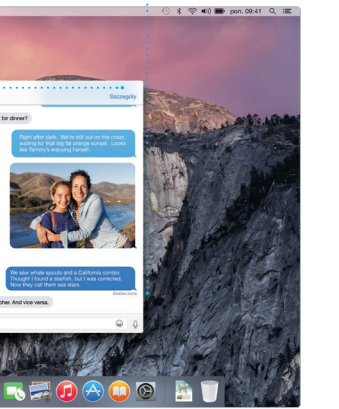 pon. 09:41
Szczegóły
for dinner?
Right after dark. We're still out on the coast,
waiting for that big fat orange sunset. Looks
like Tammy's enjoying herself.
We saw whale spouts and a California condor.
Thought I found a starfish, but I was corrected.
Now they call them sea stars.
Dostarczone
cher. And vice versa.